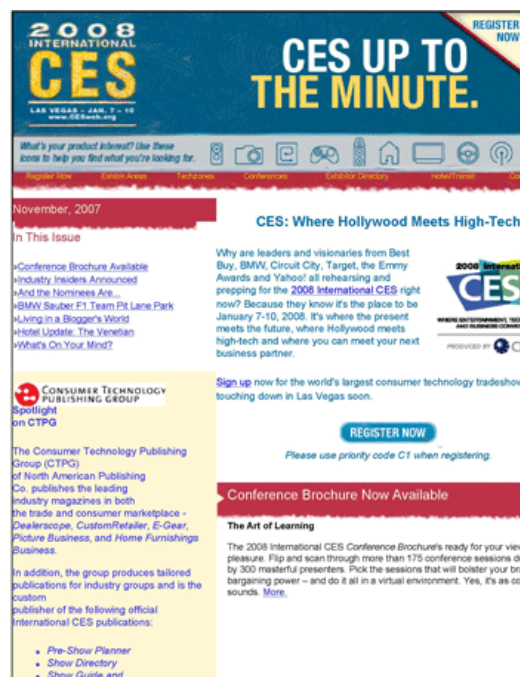 2008
INTERNATIONAL
CES
LAS VEGAS – JAN. 7 – 10
www.CESweb.org
CES UP TO
THE MINUTE.
REGISTER
NOW
What's your product interest? Use these
icons to help you find what you're looking for.
Register Now Exhibit Areas Techzones Conferences Exhibitor Directory Hotel/Transit
November, 2007
In This Issue
»Conference Brochure Available
»Industry Insiders Announced
»And the Nominees Are...
»BMW Sauber F1 Team Pit Lane Park
»Living in a Blogger's World
»Hotel Update: The Venetian
»What's On Your Mind?
CONSUMER TECHNOLOGY
PUBLISHING GROUP
Spotlight
on CTPG
The Consumer Technology Publishing
Group (CTPG)
of North American Publishing
Co. publishes the leading
industry magazines in both
the trade and consumer marketplace -
Dealerscope, CustomRetailer, E-Gear,
Picture Business, and Home Furnishings
Business.
In addition, the group produces tailored
publications for industry groups and is the
custom
publisher of the following official
International CES publications:
• Pre-Show Planner
• Show Directory
• Show Guide and
CES: Where Hollywood Meets High-Tech
Why are leaders and visionaries from Best
Buy, BMW, Circuit City, Target, the Emmy
Awards and Yahoo! all rehearsing and
prepping for the 2008 International CES right
now? Because they know it's the place to be
January 7-10, 2008. It's where the present
meets the future, where Hollywood meets
high-tech and where you can meet your next
business partner.
2008 Internati
CES
WHERE ENTERTAINMENT, TEC
AND BUSINESS CONV
PRODUCED BY
Sign up now for the world's largest consumer technology tradeshow
touching down in Las Vegas soon.
REGISTER NOW
Please use priority code C1 when registering.
Conference Brochure Now Available
The Art of Learning
The 2008 International CES Conference Brochure's ready for your view
pleasure. Flip and scan through more than 175 conference sessions d
by 300 masterful presenters. Pick the sessions that will bolster your br
bargaining power – and do it all in a virtual environment. Yes, it's as co
sounds. More.